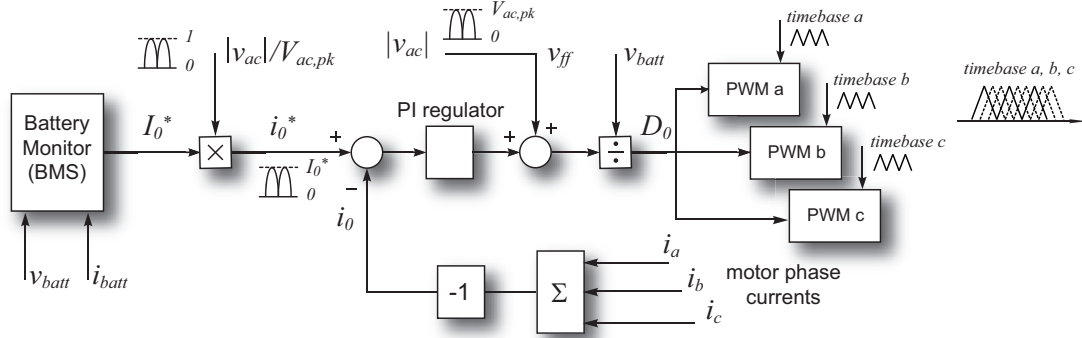 timebase a
1
0
|v_ac|/V_ac,pk
V_ac,pk
0
|v_ac|
v_ff
v_batt
PWM a
timebase b
timebase a, b, c
Battery
Monitor
(BMS)
I_0*
×
i_0*
+
PI regulator
+
+
÷
D_0
PWM b
timebase c
I_0*
0
−
i_0
PWM c
v_batt
i_batt
-1
Σ
i_a
i_b
i_c
motor phase
currents